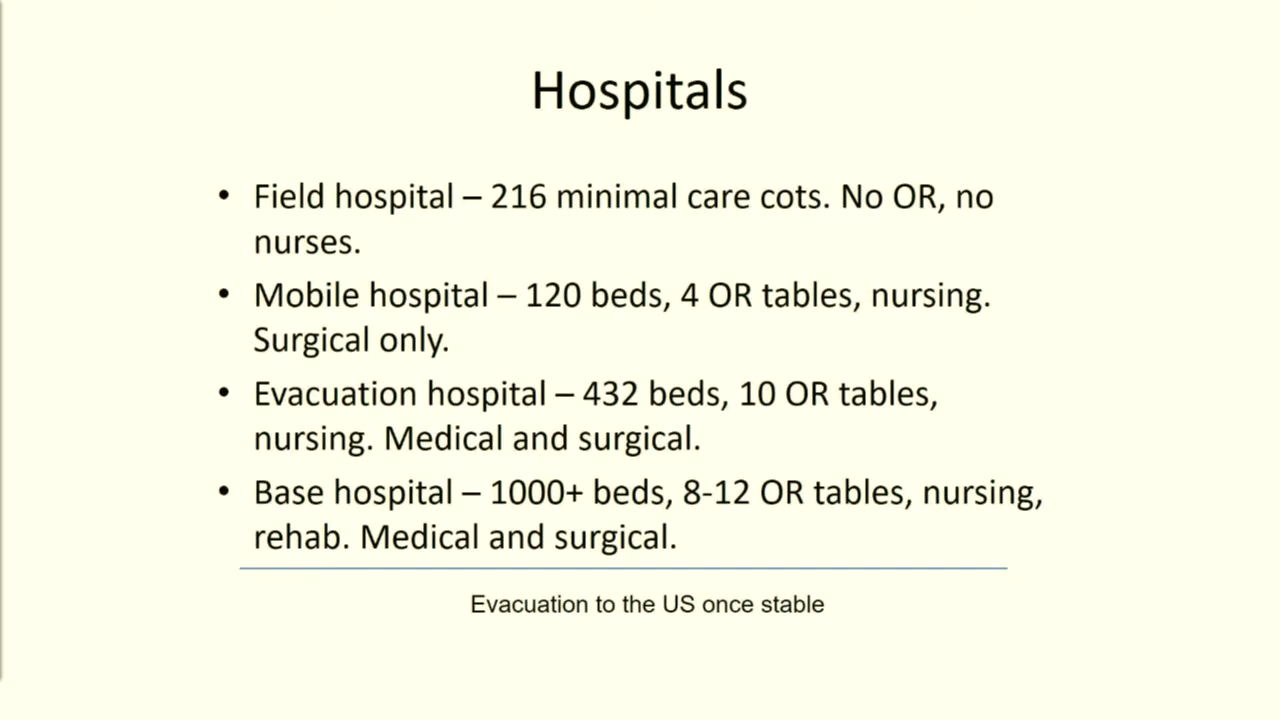 Hospitals
• Field hospital – 216 minimal care cots. No OR, no
nurses.
• Mobile hospital – 120 beds, 4 OR tables, nursing.
Surgical only.
• Evacuation hospital – 432 beds, 10 OR tables,
nursing. Medical and surgical.
• Base hospital – 1000+ beds, 8-12 OR tables, nursing,
rehab. Medical and surgical.
Evacuation to the US once stable